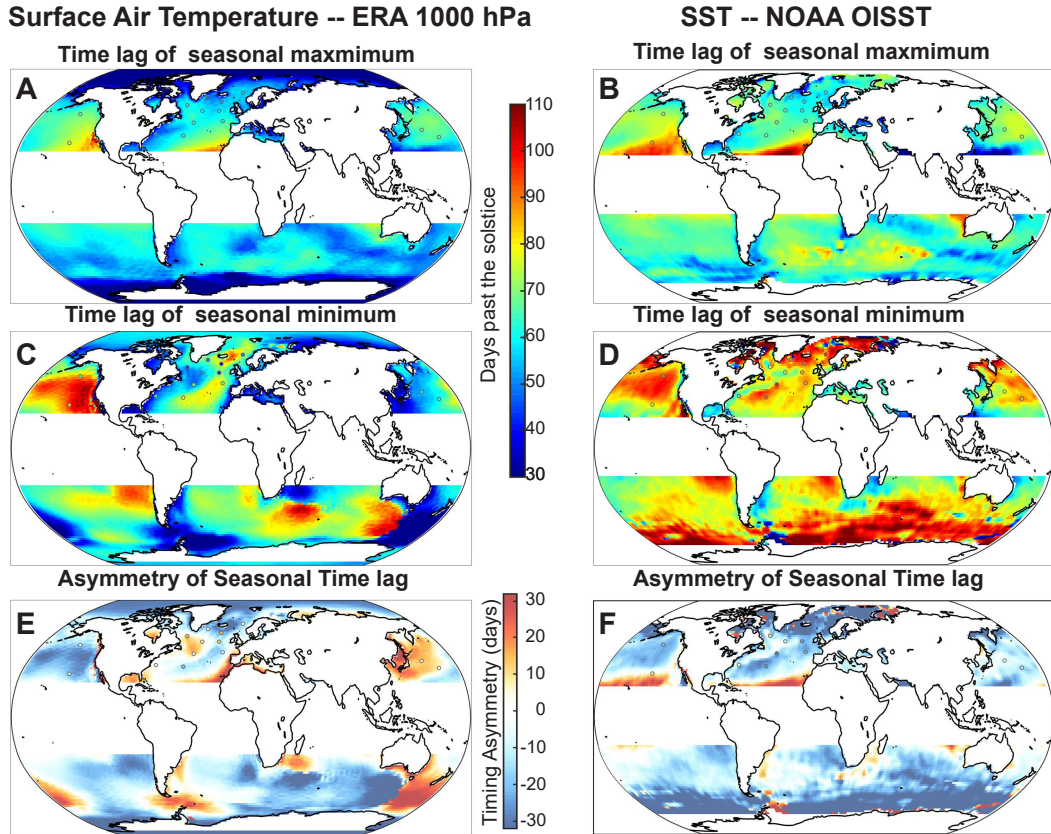 Surface Air Temperature -- ERA 1000 hPa
SST -- NOAA OISST
Time lag of seasonal maxmimum
Time lag of seasonal maxmimum
A
B
110
100
90
80
70
60
50
40
30
Days past the solstice
Time lag of seasonal minimum
Time lag of seasonal minimum
C
D
Asymmetry of Seasonal Time lag
Asymmetry of Seasonal Time lag
E
F
30
20
10
0
-10
-20
-30
Timing Asymmetry (days)